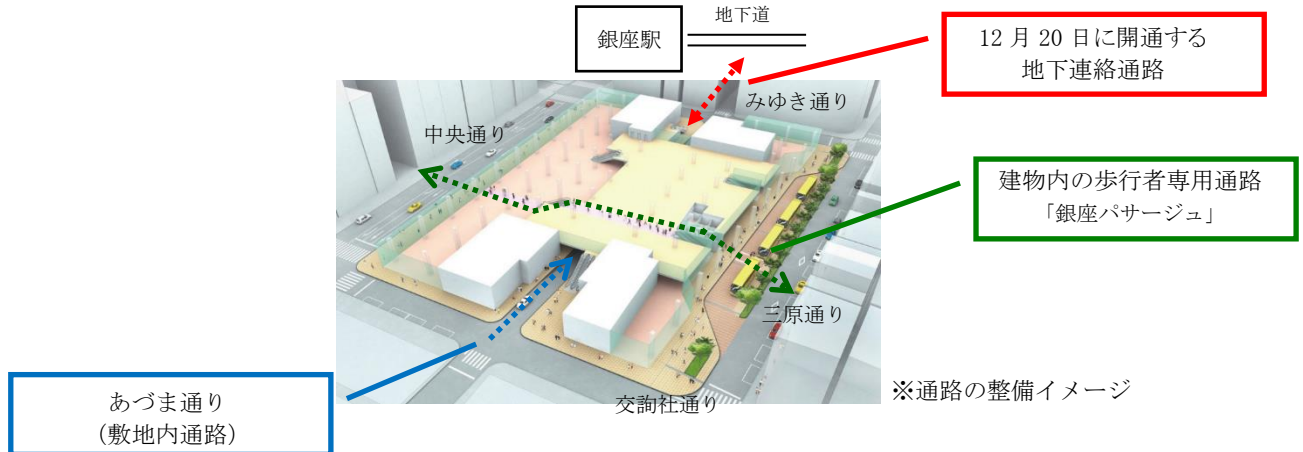 地下道
銀座駅
12 月 20 日に開通する
地下連絡通路
みゆき通り
中央通り
建物内の歩行者専用通路
「銀座パサージュ」
三原通り
あづま通り
(敷地内通路)
交詢社通り
※通路の整備イメージ